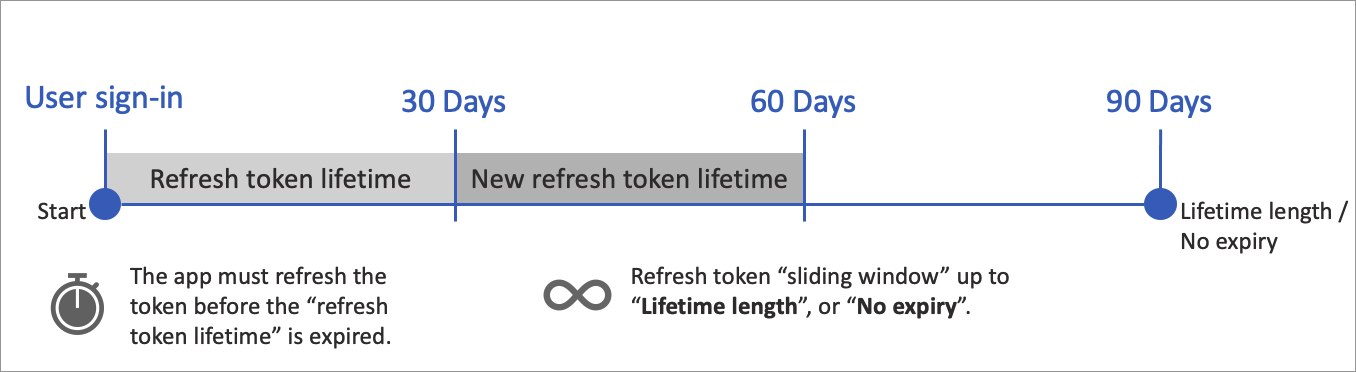 User sign-in
30 Days
60 Days
90 Days
Refresh token lifetime
New refresh token lifetime
Start
Lifetime length /
No expiry
The app must refresh the
token before the “refresh
token lifetime” is expired.
Refresh token “sliding window” up to
“Lifetime length”, or “No expiry”.